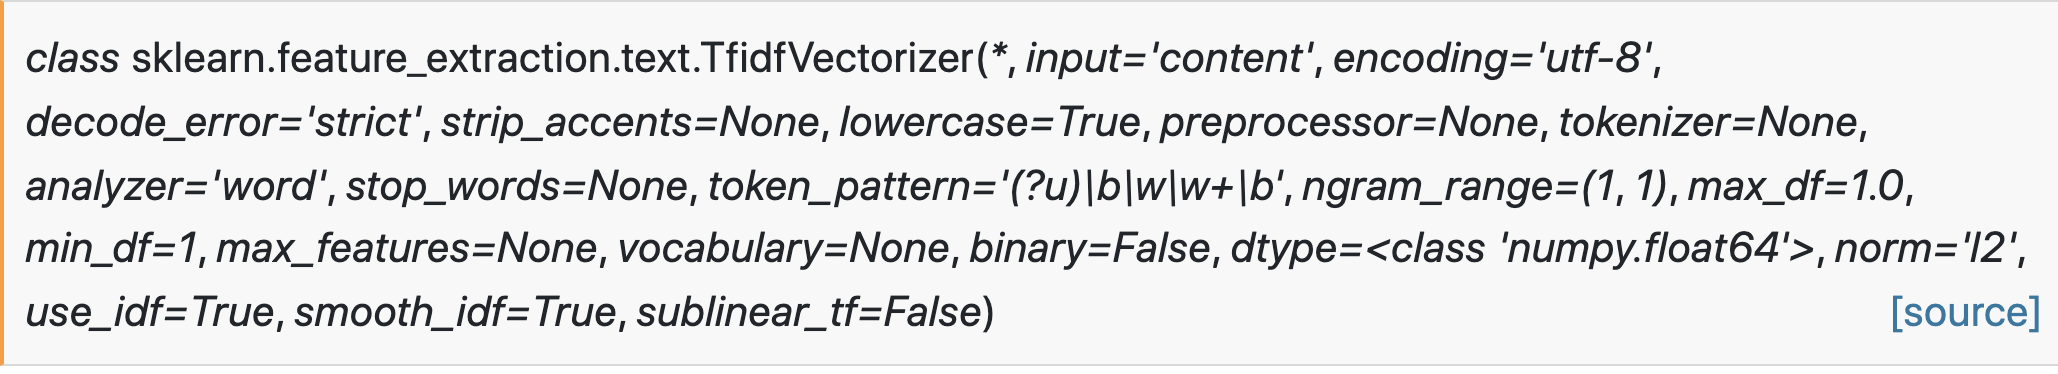 class sklearn.feature_extraction.text.TfidfVectorizer(*, input='content', encoding='utf-8',
decode_error='strict', strip_accents=None, lowercase=True, preprocessor=None, tokenizer=None,
analyzer='word', stop_words=None, token_pattern='(?u)\b\w\w+\b', ngram_range=(1, 1), max_df=1.0,
min_df=1, max_features=None, vocabulary=None, binary=False, dtype=<class 'numpy.float64'>, norm='l2',
use_idf=True, smooth_idf=True, sublinear_tf=False) [source]